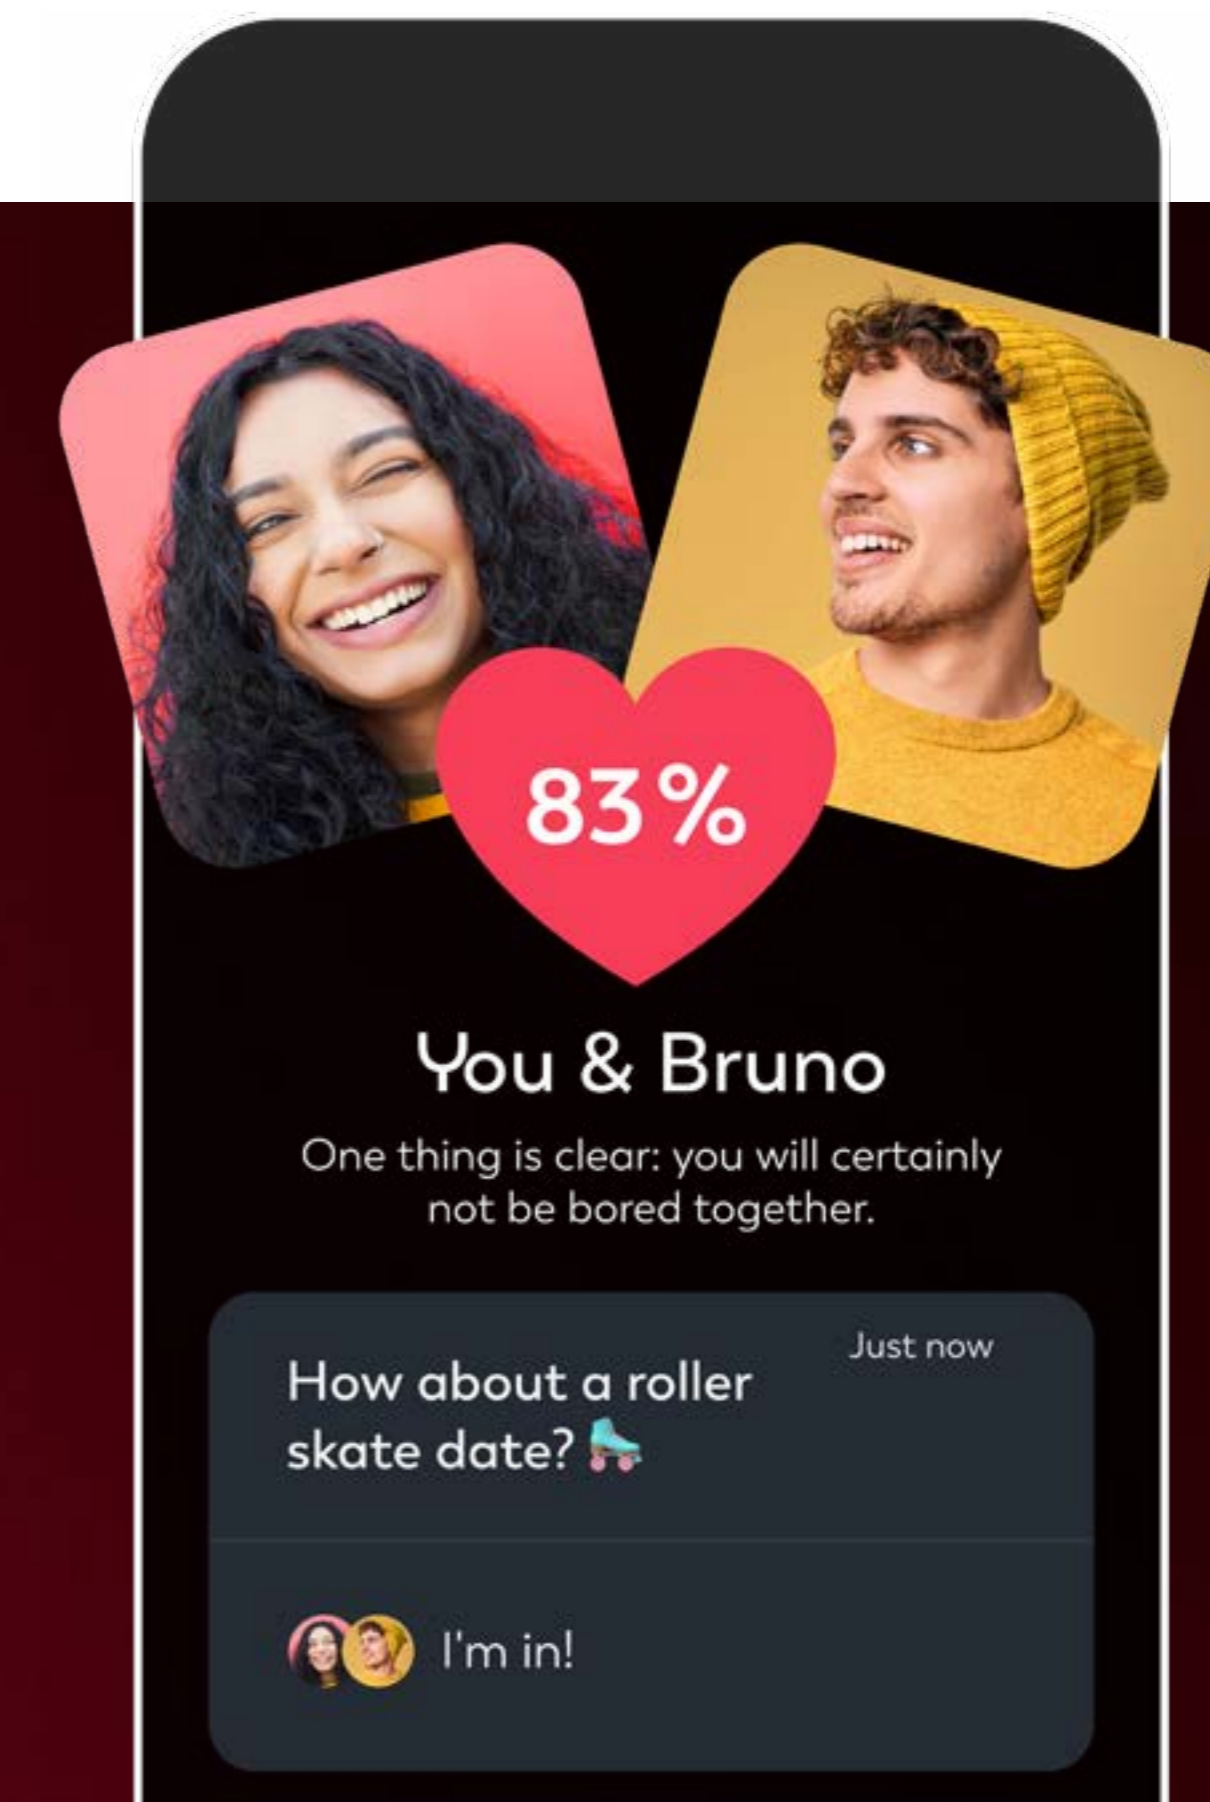 83%
You & Bruno
One thing is clear: you will certainly
not be bored together.
Just now
How about a roller
skate date? 🛼
I'm in!